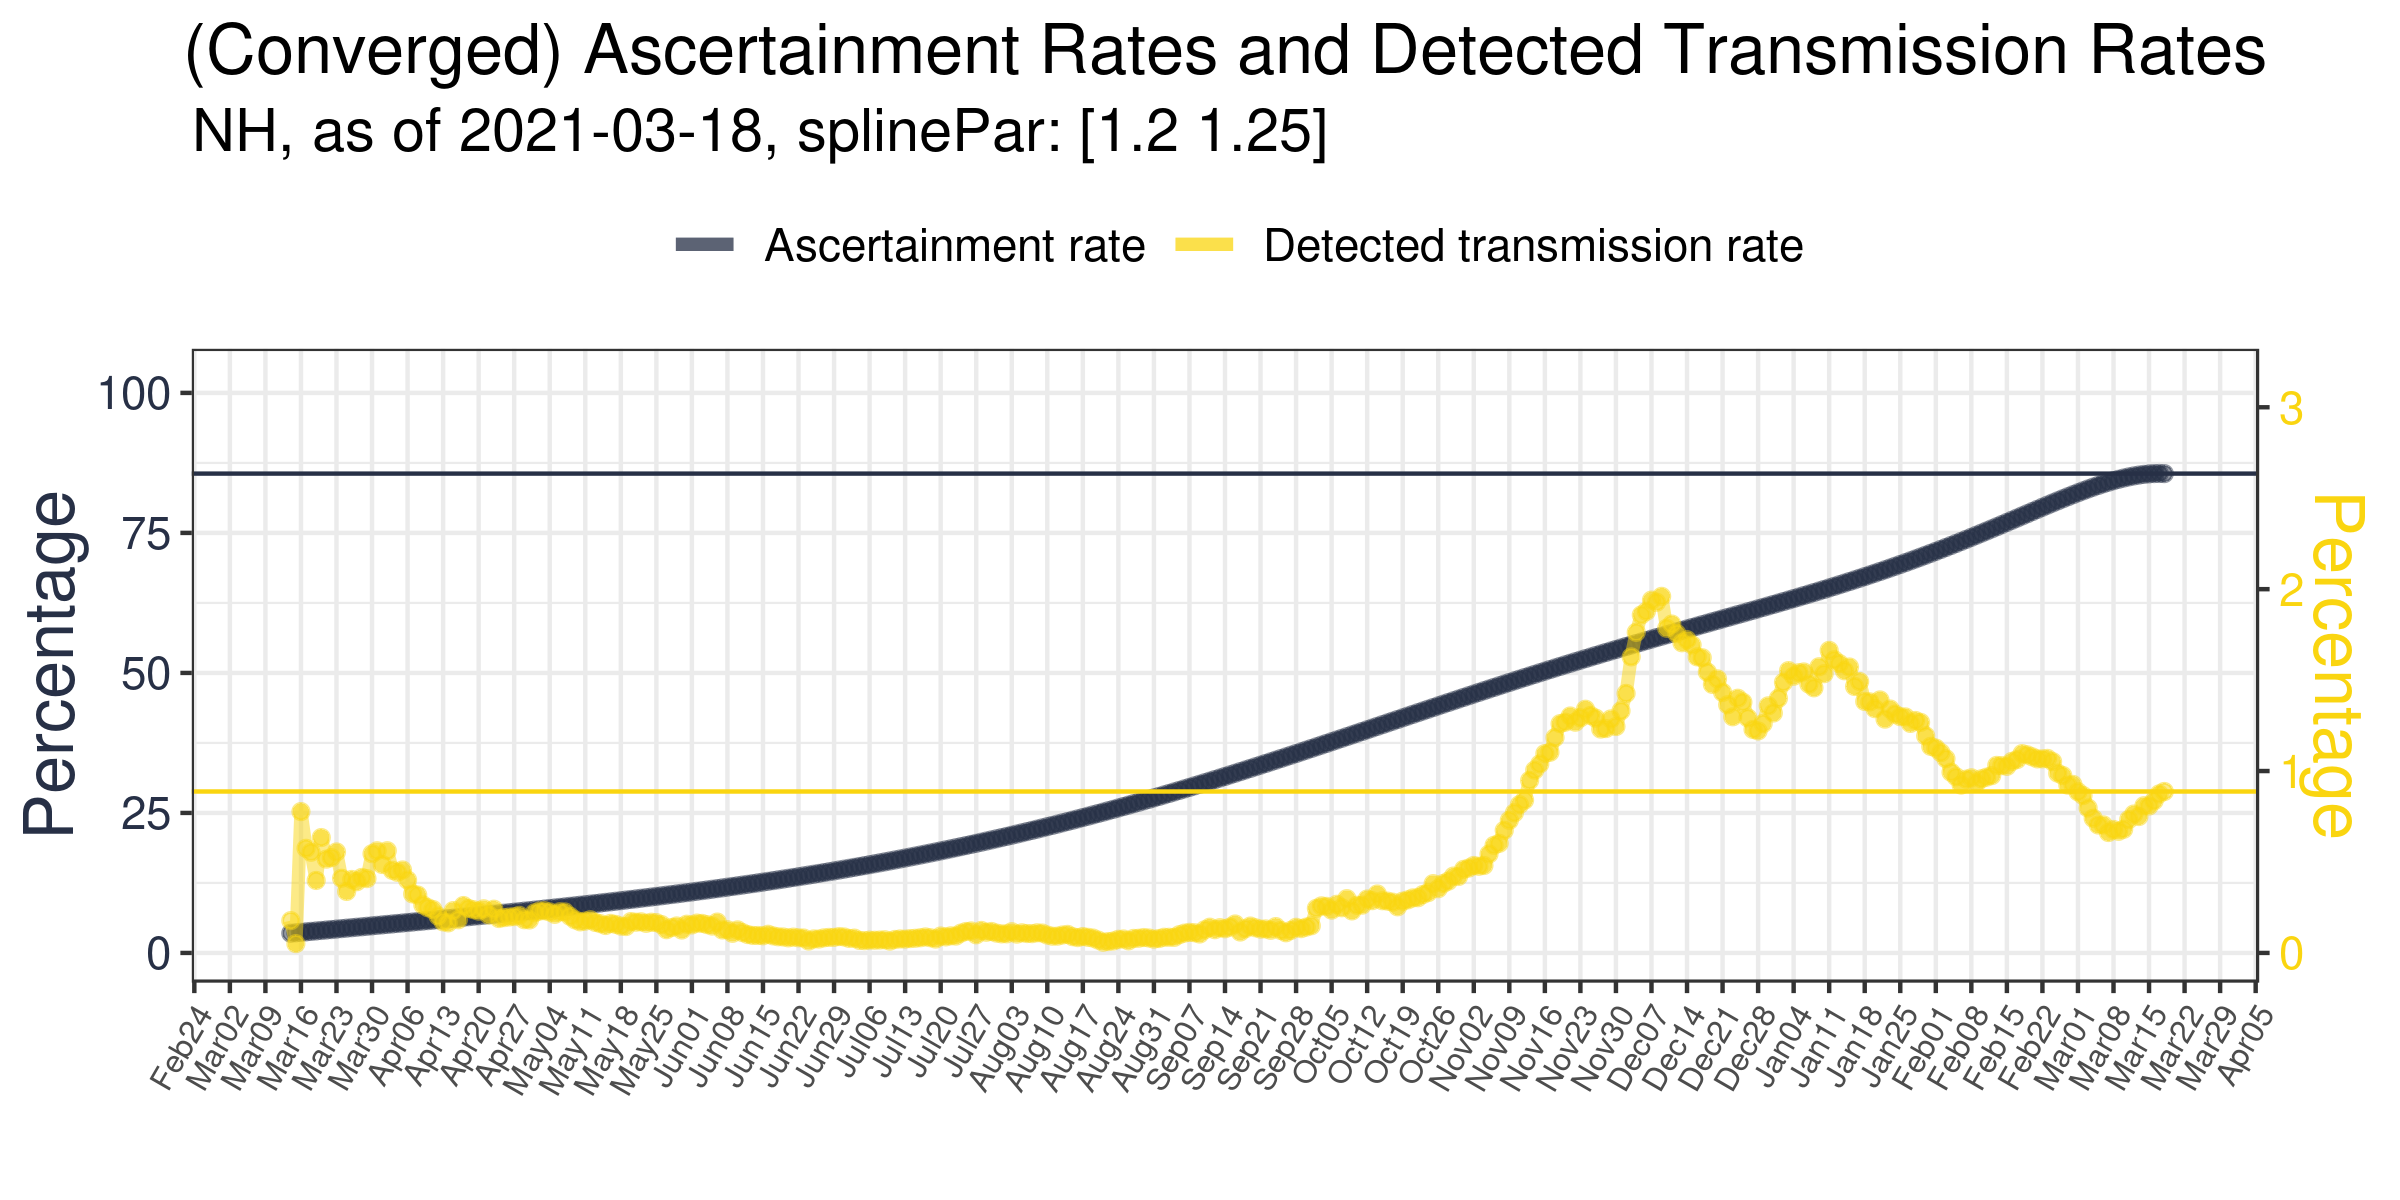 (Converged) Ascertainment Rates and Detected Transmission Rates
NH, as of 2021-03-18, splinePar: [1.2 1.25]
Ascertainment rate
Detected transmission rate
Percentage
100
75
50
25
0
3
2
1
0
Percentage
Feb24
Mar02
Mar09
Mar16
Mar23
Mar30
Apr06
Apr13
Apr20
Apr27
May04
May11
May18
May25
Jun01
Jun08
Jun15
Jun22
Jun29
Jul06
Jul13
Jul20
Jul27
Aug03
Aug10
Aug17
Aug24
Aug31
Sep07
Sep14
Sep21
Sep28
Oct05
Oct12
Oct19
Oct26
Nov02
Nov09
Nov16
Nov23
Nov30
Dec07
Dec14
Dec21
Dec28
Jan04
Jan11
Jan18
Jan25
Feb01
Feb08
Feb15
Feb22
Mar01
Mar08
Mar15
Mar22
Mar29
Apr05